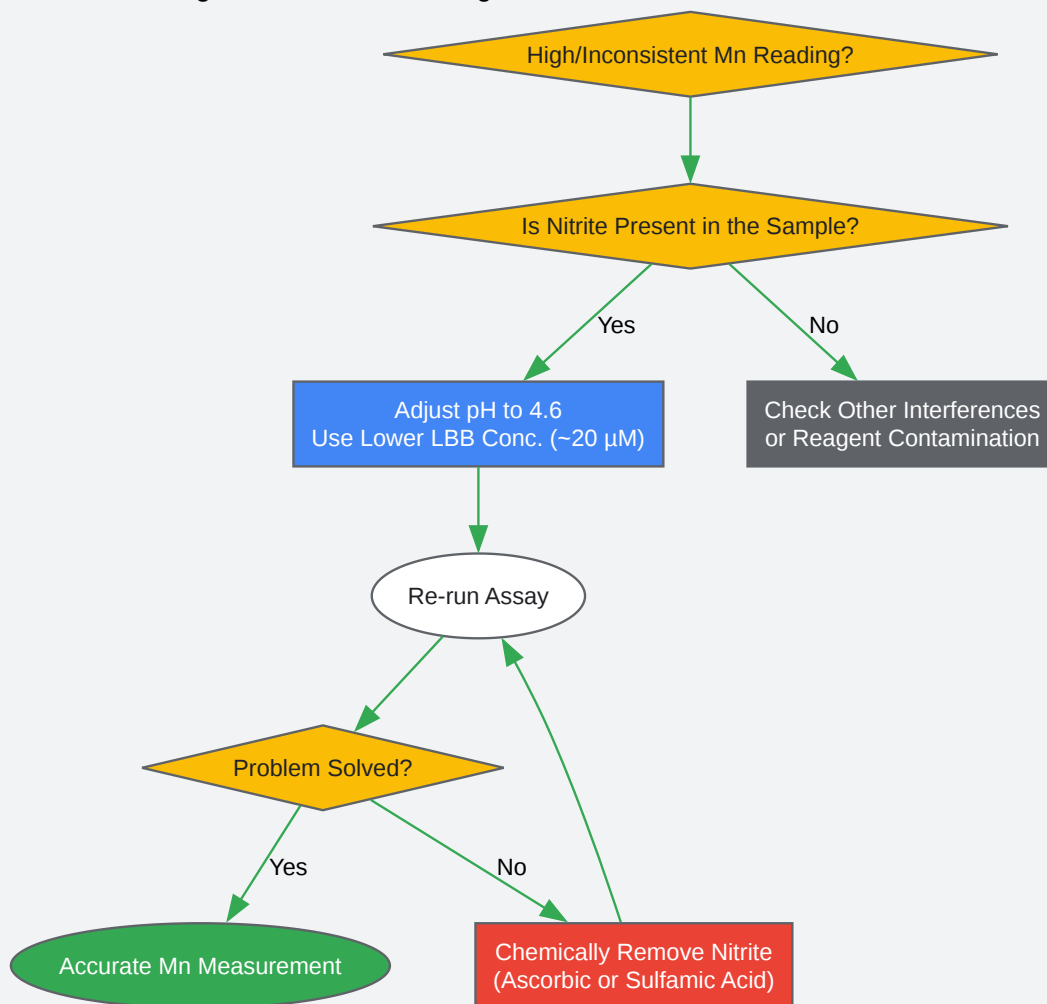 High/Inconsistent Mn Reading?
Is Nitrite Present in the Sample?
Yes
No
Adjust pH to 4.6
Use Lower LBB Conc. (~20 µM)
Check Other Interferences
or Reagent Contamination
Re-run Assay
Problem Solved?
Yes
No
Accurate Mn Measurement
Chemically Remove Nitrite
(Ascorbic or Sulfamic Acid)